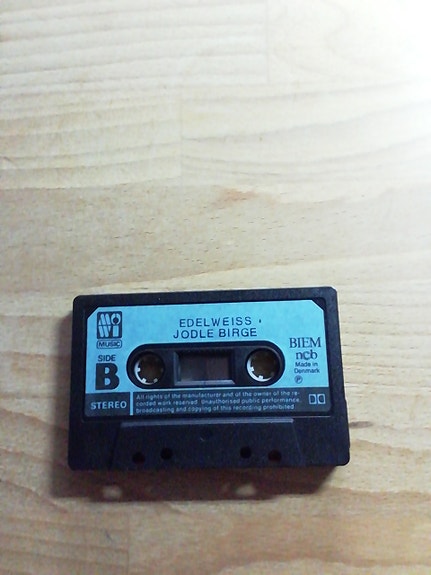 MOWI
MUSIC
EDELWEISS
JODLE BIRGE
SIDE
B
STEREO
BIEM
ncb
Made in
Denmark
P
All rights of the manufacturer and of the owner of the re-
corded work reserved. Unauthorised public performance,
broadcasting and copying of this recording prohibited.